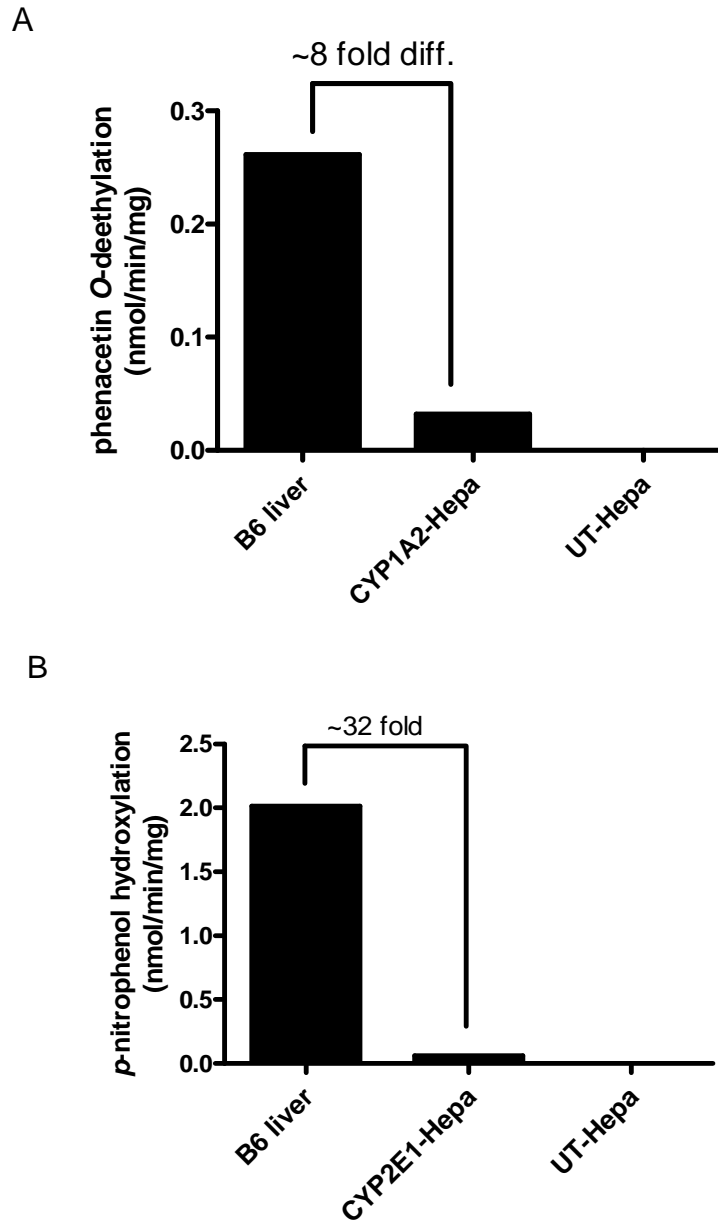 A
~8 fold diff.
phenacetin O-deethylation
(nmol/min/mg)
0.3
0.2
0.1
0.0
B6 liver
CYP1A2-Hepa
UT-Hepa
B
~32 fold
p-nitrophenol hydroxylation
(nmol/min/mg)
2.5
2.0
1.5
1.0
0.5
0.0
B6 liver
CYP2E1-Hepa
UT-Hepa